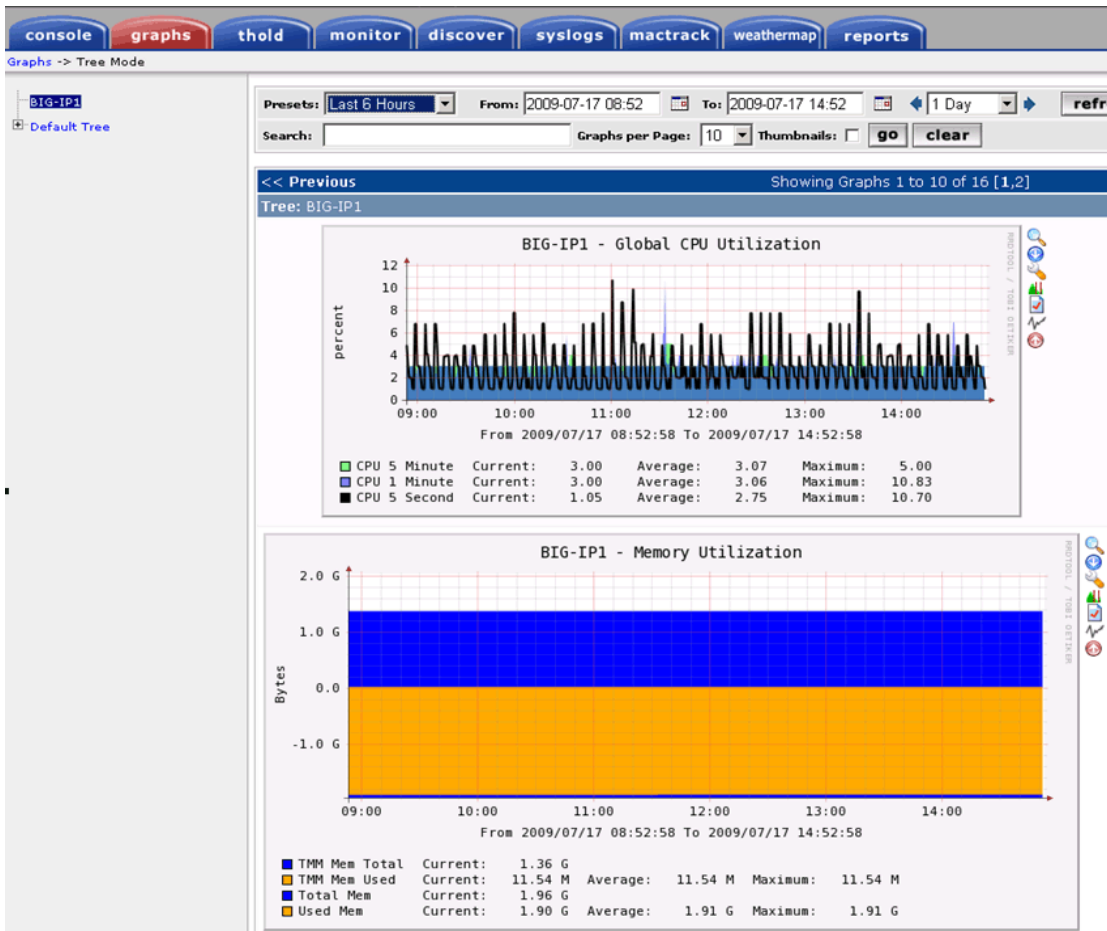 console graphs thold monitor discover syslogs mactrack weathermap reports
Graphs -> Tree Mode
BIG-IP1
Default Tree
Presets: Last 6 Hours From: 2009-07-17 08:52 To: 2009-07-17 14:52 1 Day refr
Search: Graphs per Page: 10 Thumbnails: go clear
<< Previous Showing Graphs 1 to 10 of 16 [1,2]
Tree: BIG-IP1
BIG-IP1 - Global CPU Utilization
RRDTOOL / TOBI OETIKER
percent
12
10
8
6
4
2
0
09:00 10:00 11:00 12:00 13:00 14:00
From 2009/07/17 08:52:58 To 2009/07/17 14:52:58
CPU 5 Minute Current: 3.00 Average: 3.07 Maximum: 5.00
CPU 1 Minute Current: 3.00 Average: 3.06 Maximum: 10.83
CPU 5 Second Current: 1.05 Average: 2.75 Maximum: 10.70
BIG-IP1 - Memory Utilization
RRDTOOL / TOBI OETIKER
Bytes
2.0 G
1.0 G
0.0
-1.0 G
09:00 10:00 11:00 12:00 13:00 14:00
From 2009/07/17 08:52:58 To 2009/07/17 14:52:58
TMM Mem Total Current: 1.36 G
TMM Mem Used Current: 11.54 M Average: 11.54 M Maximum: 11.54 M
Total Mem Current: 1.96 G
Used Mem Current: 1.90 G Average: 1.91 G Maximum: 1.91 G